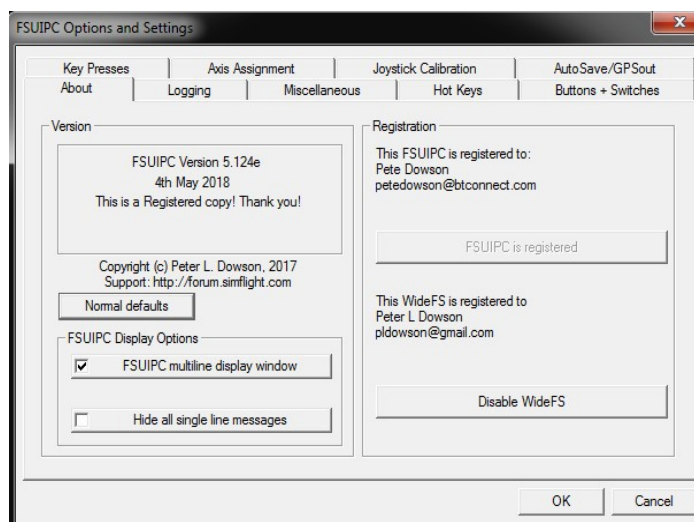 FSUIPC Options and Settings
Key Presses
Axis Assignment
Joystick Calibration
AutoSave/GPSout
About
Logging
Miscellaneous
Hot Keys
Buttons + Switches
Version
FSUIPC Version 5.124e
4th May 2018
This is a Registered copy! Thank you!
Copyright (c) Peter L. Dowson, 2017
Support: http://forum.simflight.com
Normal defaults
FSUIPC Display Options
FSUIPC multiline display window
Hide all single line messages
Registration
This FSUIPC is registered to:
Pete Dowson
petedowson@btconnect.com
FSUIPC is registered
This WideFS is registered to
Peter L Dowson
pldowson@gmail.com
Disable WideFS
OK
Cancel